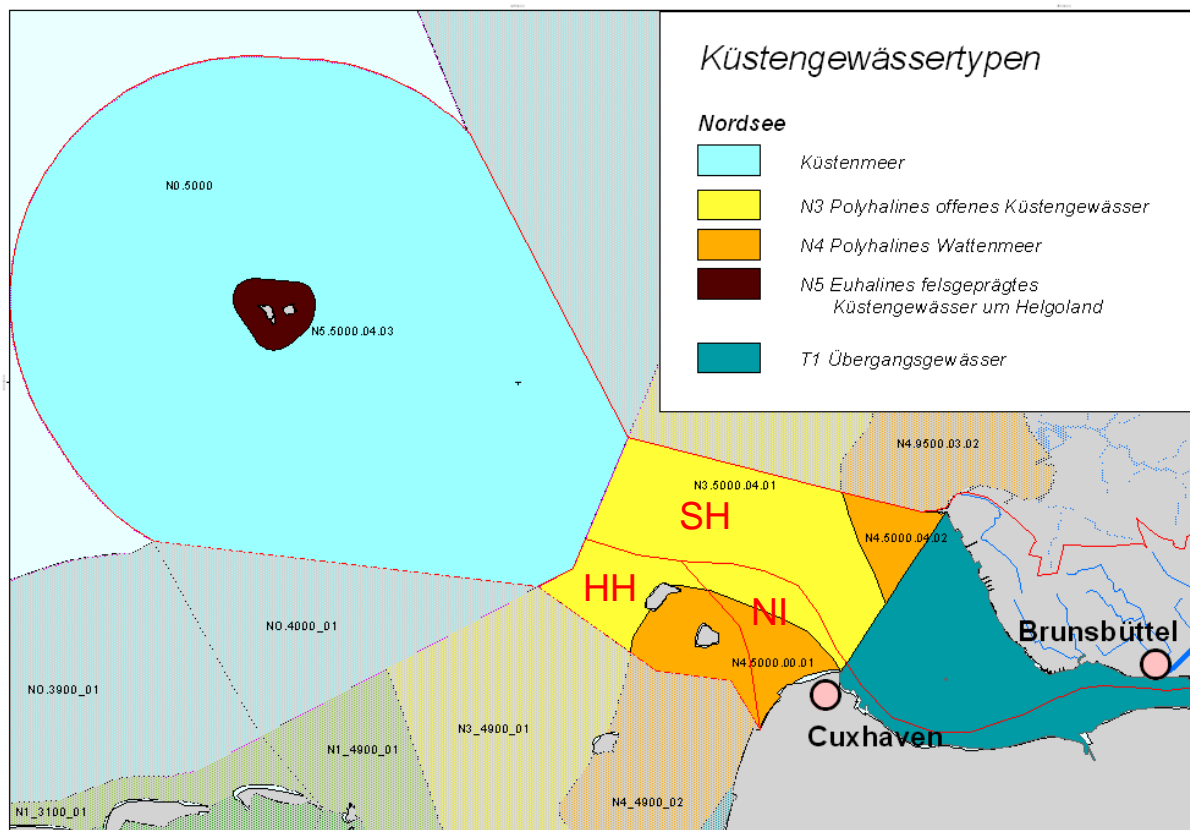 Küstengewässertypen
Nordsee
Küstenmeer
N3 Polyhalines offenes Küstengewässer
N4 Polyhalines Wattenmeer
N5 Euhalines felsgeprägtes
Küstengewässer um Helgoland
T1 Übergangsgewässer
N0.5000
N5.5000.04.03
N4.9500.03.02
N3.5000.04.01
SH
N4.5000.04.02
HH
NI
NO.4000_01
Brunsbüttel
N4.5000.00.01
NO.3900_01
Cuxhaven
N3_4900_01
N1_4900_01
N4_4900_02
N1_3100_01